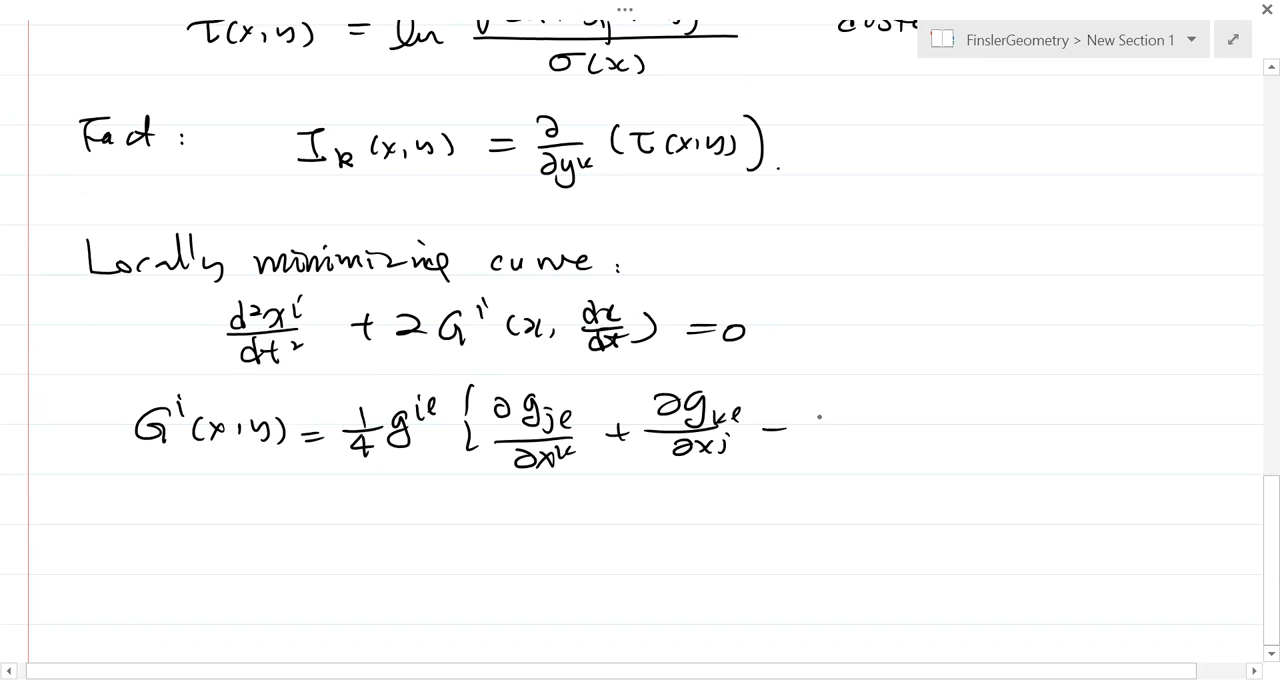 τ(x,y) = ln √ / σ(x)
FinslerGeometry > New Section 1
Fact : I_k (x,y) = ∂/∂y^k (τ(x,y)).
Locally minimizing curve :
d²x^i/dt² + 2G^i (x, dx/dt) = 0
G^i(x,y) = 1/4 g^{il} { ∂g_{jl}/∂x^k + ∂g_{kl}/∂x^j −